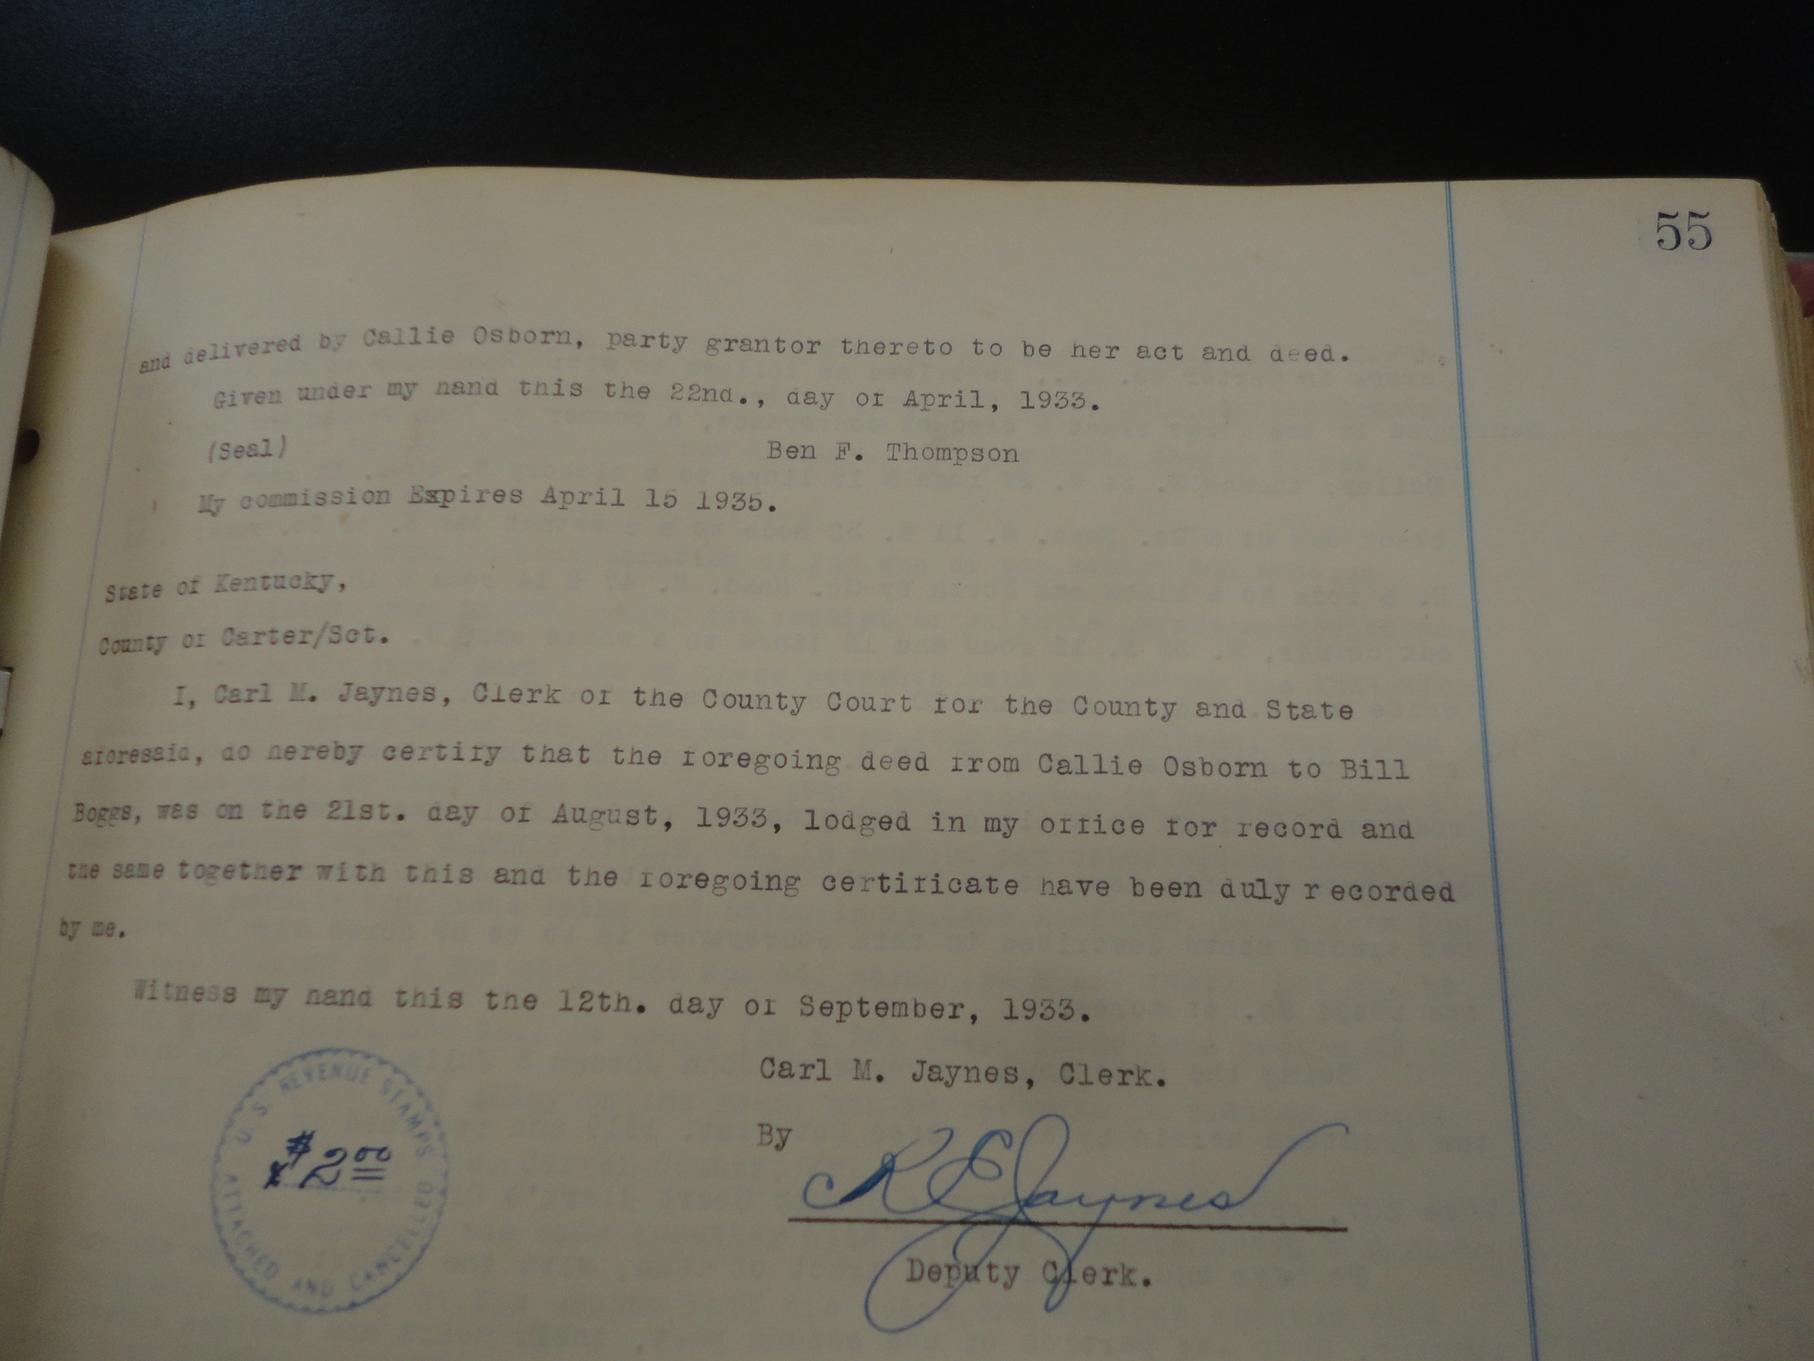 55
and delivered by Callie Osborn, party grantor thereto to be her act and deed.
Given under my hand this the 22nd., day of April, 1933.
(Seal) Ben F. Thompson
My commission Expires April 15 1935.
State of Kentucky,
County of Carter/Sct.
I, Carl M. Jaynes, Clerk of the County Court for the County and State
aforesaid, do hereby certify that the foregoing deed from Callie Osborn to Bill
Boggs, was on the 21st. day of August, 1933, lodged in my office for record and
the same together with this and the foregoing certificate have been duly r ecorded
by me.
Witness my hand this the 12th. day of September, 1933.
Carl M. Jaynes, Clerk.
By K E Jaynes
Deputy Clerk.
U. S. REVENUE STAMPS
$2.00
ATTACHED AND CANCELLED